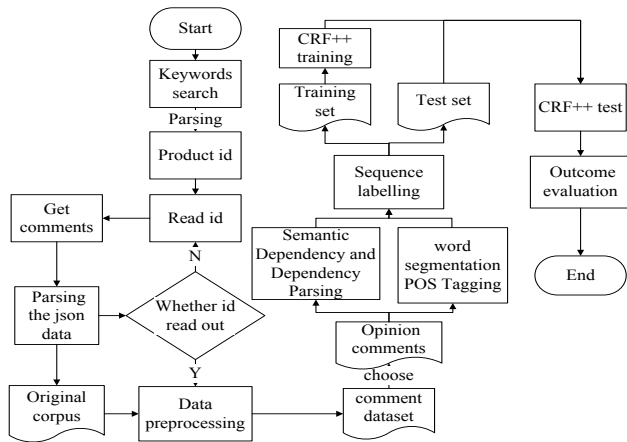 Start
Keywords
search
Parsing
Product id
Read id
Get
comments
N
Parsing
the json
data
Whether id
read out
Y
Original
corpus
Data
preprocessing
comment
dataset
choose
Opinion
comments
Semantic
Dependency and
Dependency
Parsing
word
segmentation
POS Tagging
Sequence
labelling
Training
set
Test set
CRF++
training
CRF++ test
Outcome
evaluation
End